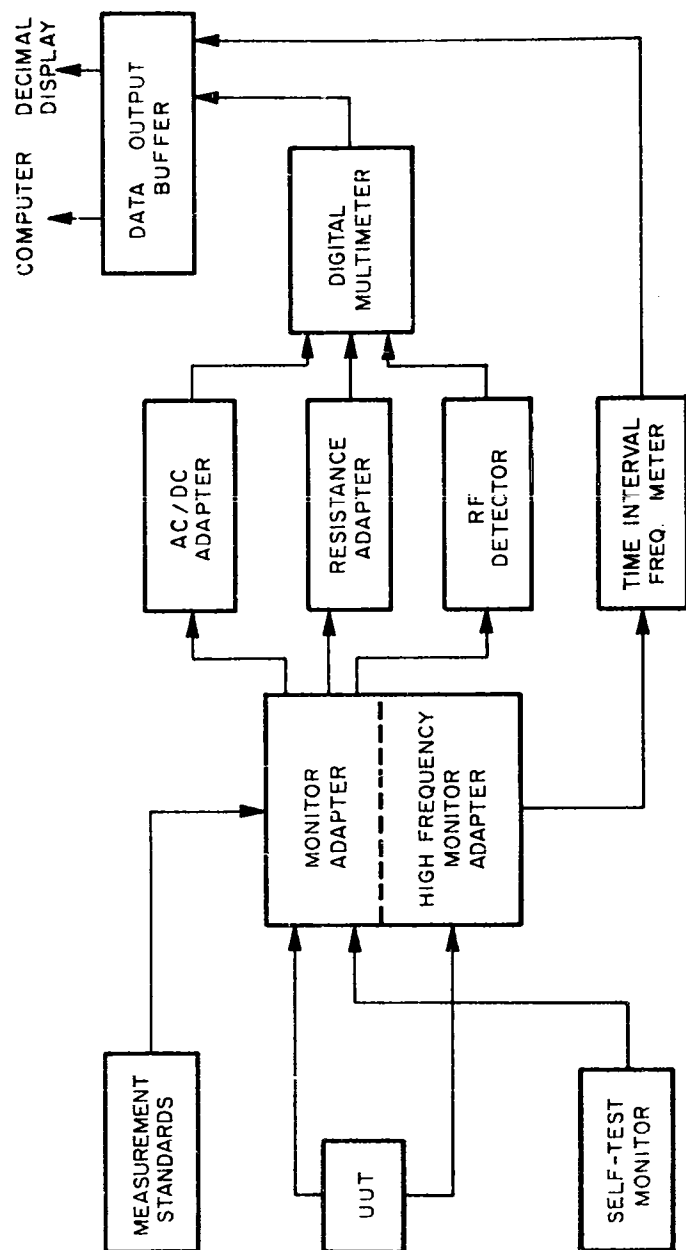 MEASUREMENT
STANDARDS
UUT
SELF-TEST
MONITOR
MONITOR
ADAPTER
HIGH FREQUENCY
MONITOR
ADAPTER
AC/DC
ADAPTER
RESISTANCE
ADAPTER
RF
DETECTOR
TIME INTERVAL
FREQ. METER
DIGITAL
MULTIMETER
DATA OUTPUT
BUFFER
COMPUTER
DECIMAL
DISPLAY